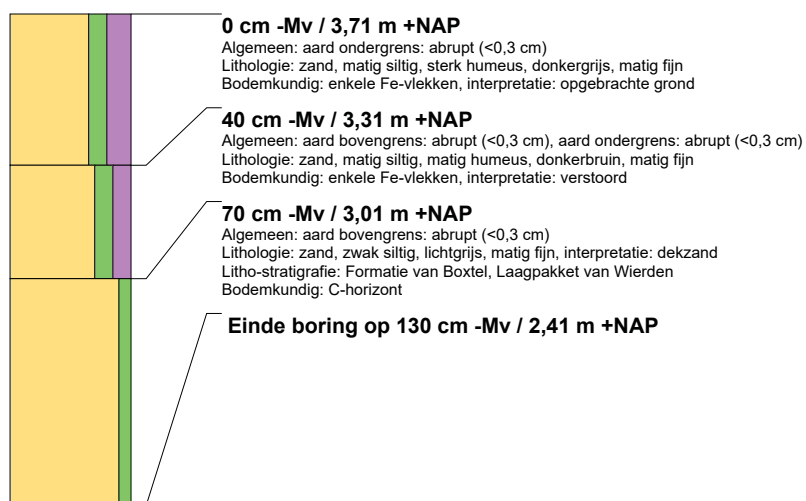 0 cm -Mv / 3,71 m +NAP
Algemeen: aard ondergrens: abrupt (<0,3 cm)
Lithologie: zand, matig siltig, sterk humeus, donkergrijs, matig fijn
Bodemkundig: enkele Fe-vlekken, interpretatie: opgebrachte grond
40 cm -Mv / 3,31 m +NAP
Algemeen: aard bovengrens: abrupt (<0,3 cm), aard ondergrens: abrupt (<0,3 cm)
Lithologie: zand, matig siltig, matig humeus, donkerbruin, matig fijn
Bodemkundig: enkele Fe-vlekken, interpretatie: verstoord
70 cm -Mv / 3,01 m +NAP
Algemeen: aard bovengrens: abrupt (<0,3 cm)
Lithologie: zand, zwak siltig, lichtgrijs, matig fijn, interpretatie: dekzand
Litho-stratigrafie: Formatie van Boxtel, Laagpakket van Wierden
Bodemkundig: C-horizont
Einde boring op 130 cm -Mv / 2,41 m +NAP